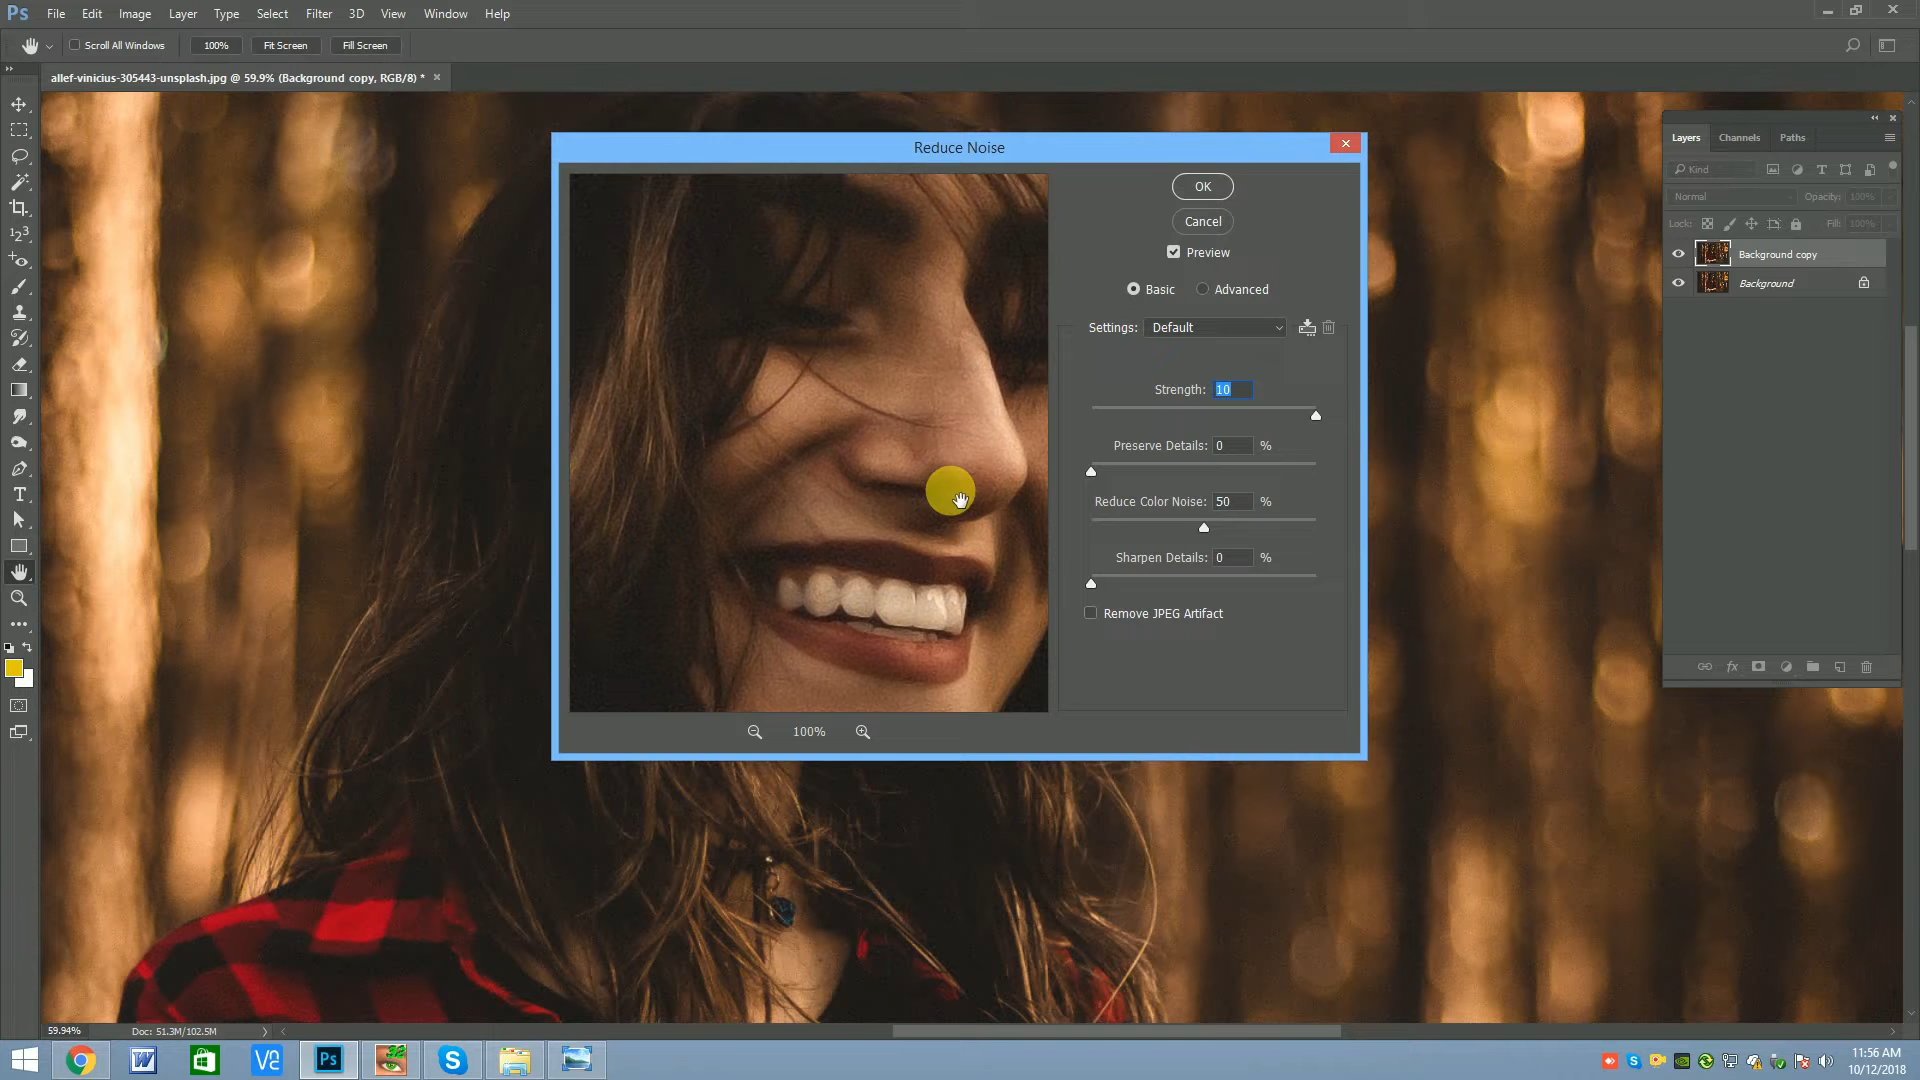 Ps File Edit Image Layer Type Select Filter 3D View Window Help
Scroll All Windows 100% Fit Screen Fill Screen
allef-vinicius-305443-unsplash.jpg @ 59.9% (Background copy, RGB/8) *
Reduce Noise
OK
Cancel
Preview
Basic Advanced
Settings: Default
Strength: 10
Preserve Details: 0 %
Reduce Color Noise: 50 %
Sharpen Details: 0 %
Remove JPEG Artifact
100%
Layers Channels Paths
Kind
Normal Opacity: 100%
Lock: Fill: 100%
Background copy
Background
59.94% Doc: 51.3M/102.5M
11:56 AM
10/12/2018